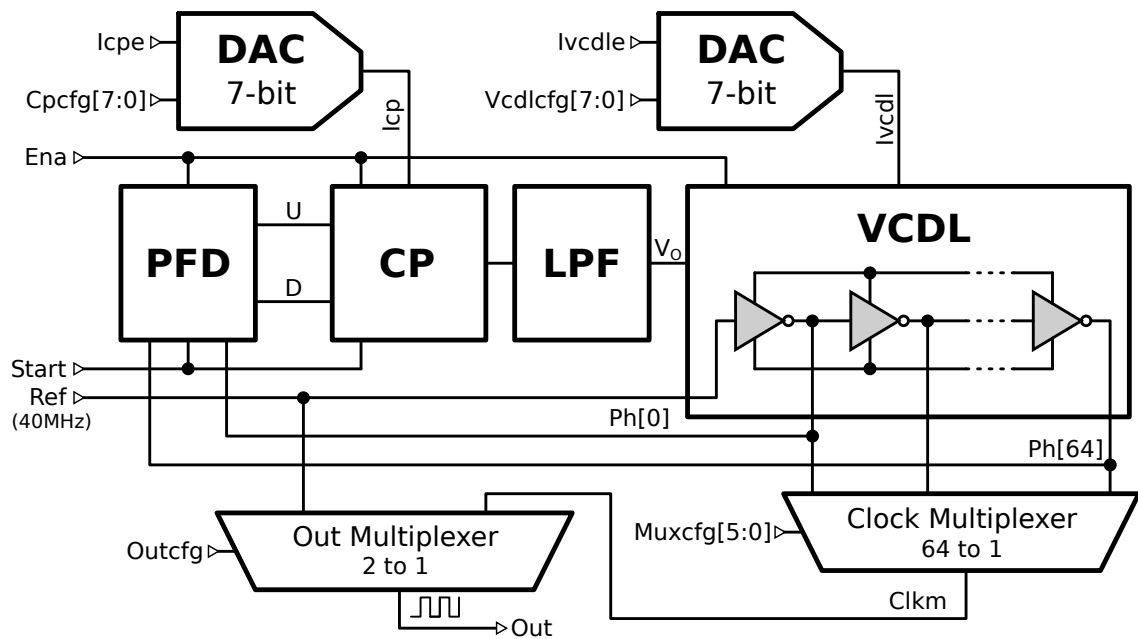 Icpe
DAC
7-bit
Cpcfg[7:0]
Icp
Ivcdle
DAC
7-bit
Vcdlcfg[7:0]
Ivcdl
Ena
PFD
U
D
CP
LPF
VO
VCDL
Start
Ref
(40MHz)
Ph[0]
Ph[64]
Out Multiplexer
2 to 1
Outcfg
Muxcfg[5:0]
Clock Multiplexer
64 to 1
Clkm
Out